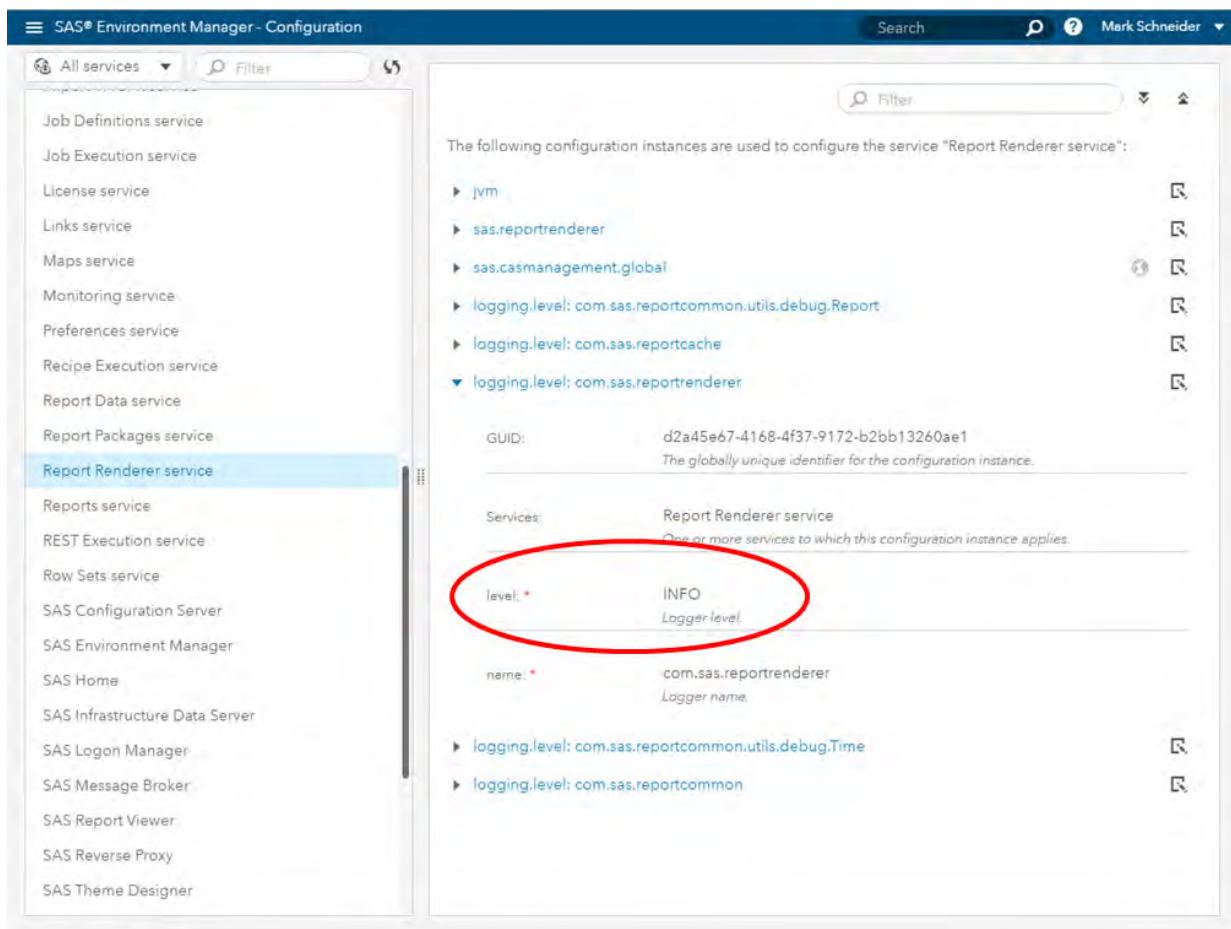 SAS® Environment Manager - Configuration
Search
Mark Schneider
All services
Filter
Job Definitions service
Job Execution service
License service
Links service
Maps service
Monitoring service
Preferences service
Recipe Execution service
Report Data service
Report Packages service
Report Renderer service
Reports service
REST Execution service
Row Sets service
SAS Configuration Server
SAS Environment Manager
SAS Home
SAS Infrastructure Data Server
SAS Logon Manager
SAS Message Broker
SAS Report Viewer
SAS Reverse Proxy
SAS Theme Designer
Filter
The following configuration instances are used to configure the service "Report Renderer service":
jvm
sas.reportrenderer
sas.casmanagement.global
logging.level: com.sas.reportcommon.utils.debug.Report
logging.level: com.sas.reportcache
logging.level: com.sas.reportrenderer
GUID: d2a45e67-4168-4f37-9172-b2bb13260ae1
The globally unique identifier for the configuration instance.
Services: Report Renderer service
One or more services to which this configuration instance applies.
level: * INFO
Logger level.
name: * com.sas.reportrenderer
Logger name.
logging.level: com.sas.reportcommon.utils.debug.Time
logging.level: com.sas.reportcommon